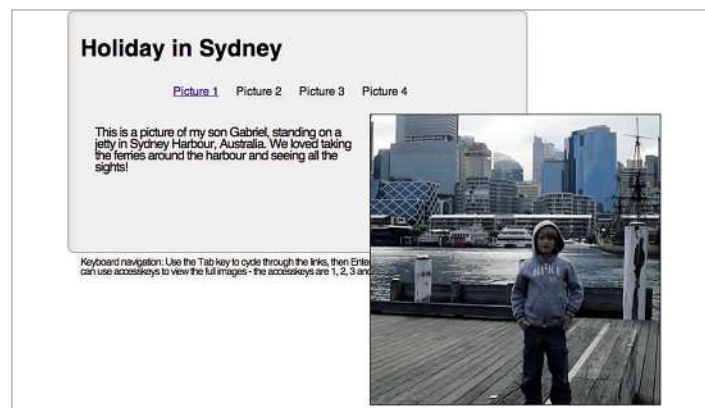 Holiday in Sydney
Picture 1 Picture 2 Picture 3 Picture 4
This is a picture of my son Gabriel, standing on a
jetty in Sydney Harbour, Australia. We loved taking
the ferries around the harbour and seeing all the
sights!
Keyboard navigation: Use the Tab key to cycle through the links, then Ente
can use accesskeys to view the full images - the accesskeys are 1, 2, 3 and
NIKE